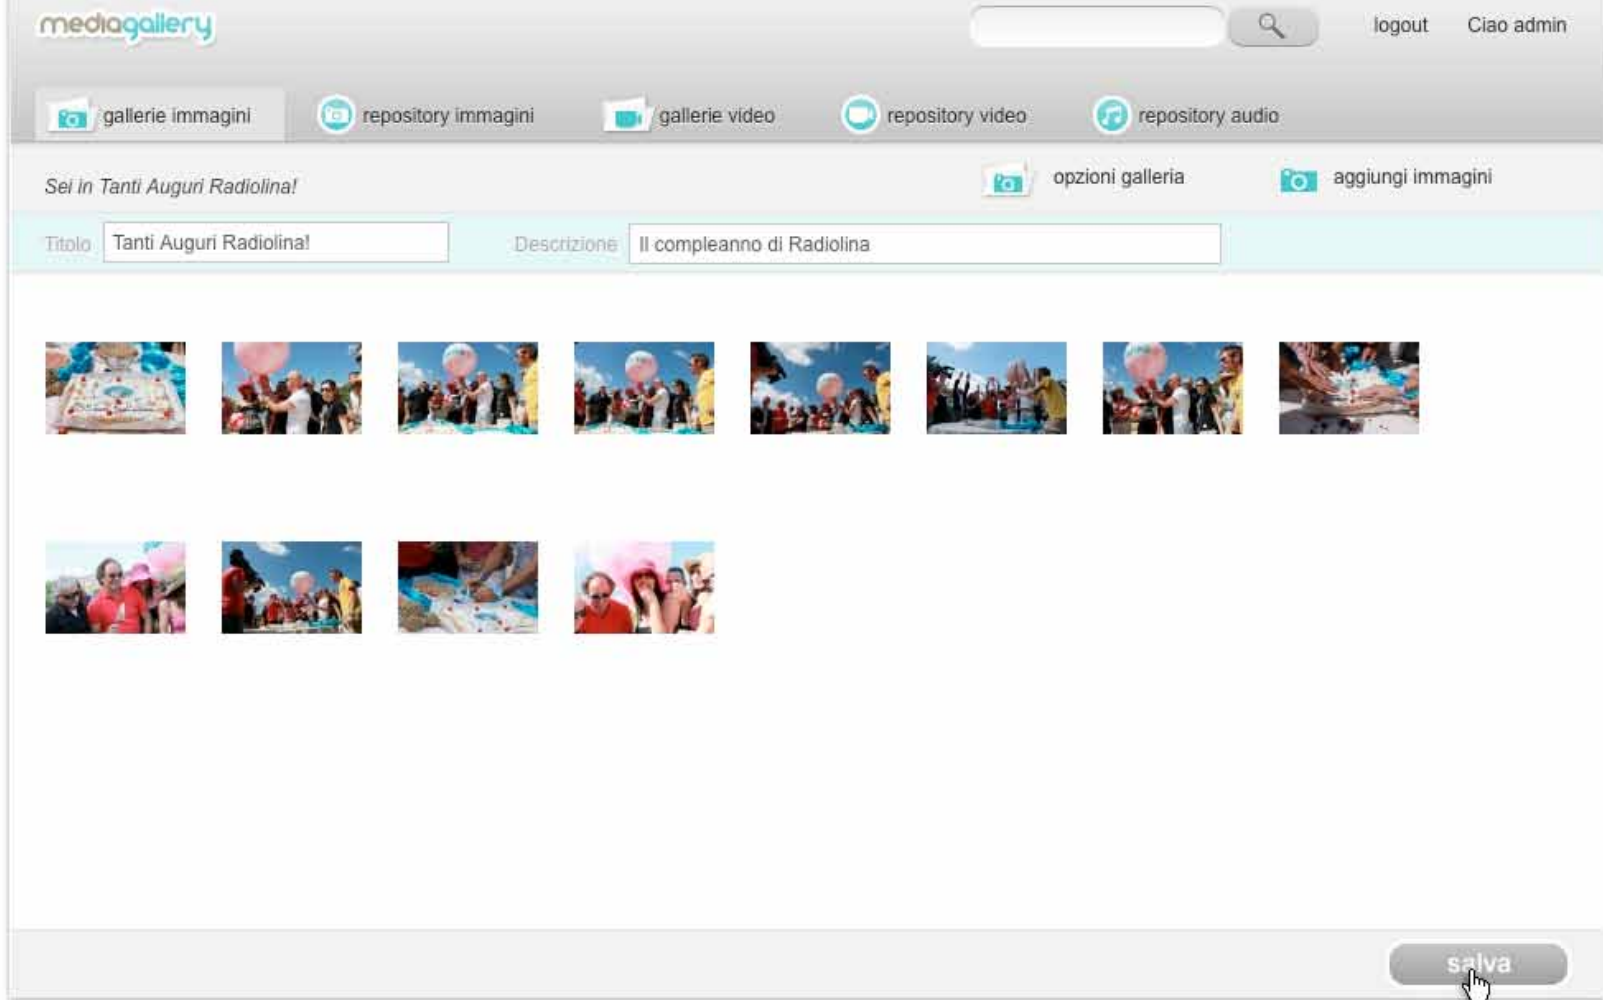 mediagallery
logout Ciao admin
gallerie immagini repository immagini gallerie video repository video repository audio
Sei in Tanti Auguri Radiolina! opzioni galleria aggiungi immagini
Titolo Tanti Auguri Radiolina! Descrizione Il compleanno di Radiolina
salva